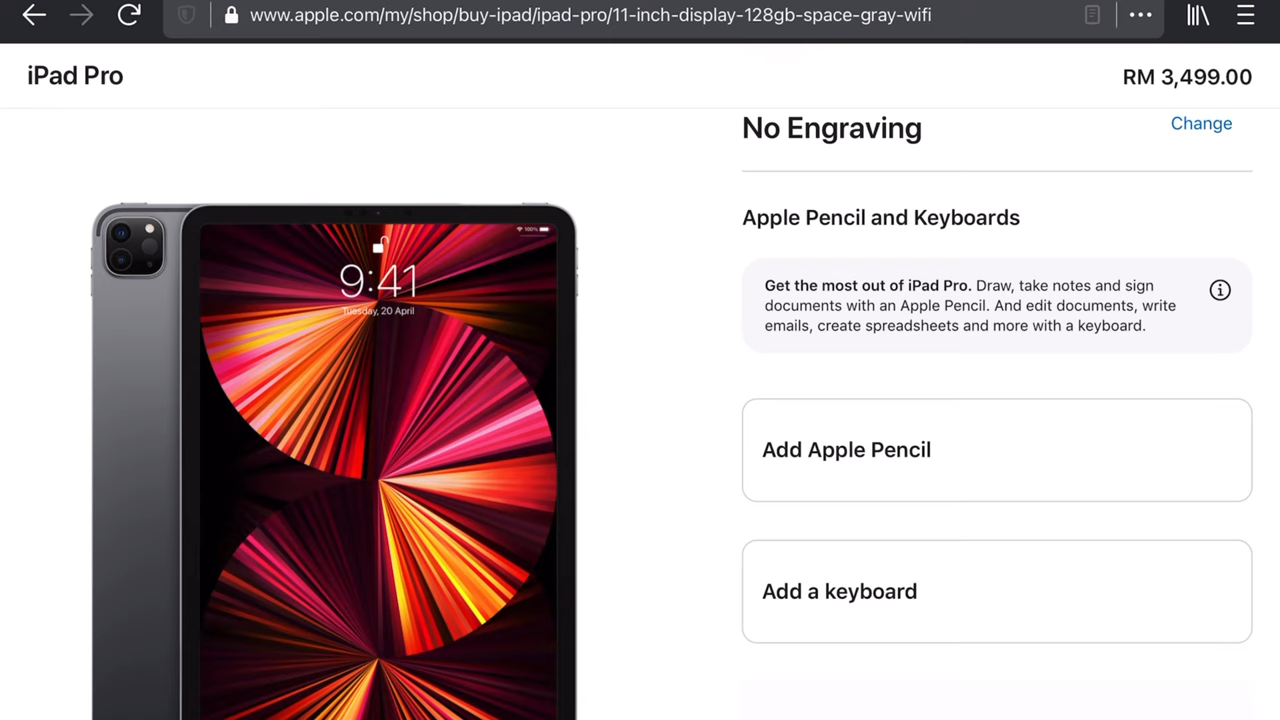 www.apple.com/my/shop/buy-ipad/ipad-pro/11-inch-display-128gb-space-gray-wifi
iPad Pro
RM 3,499.00
No Engraving
Change
Apple Pencil and Keyboards
Get the most out of iPad Pro. Draw, take notes and sign
documents with an Apple Pencil. And edit documents, write
emails, create spreadsheets and more with a keyboard.
Add Apple Pencil
Add a keyboard
100%
9:41
Tuesday, 20 April